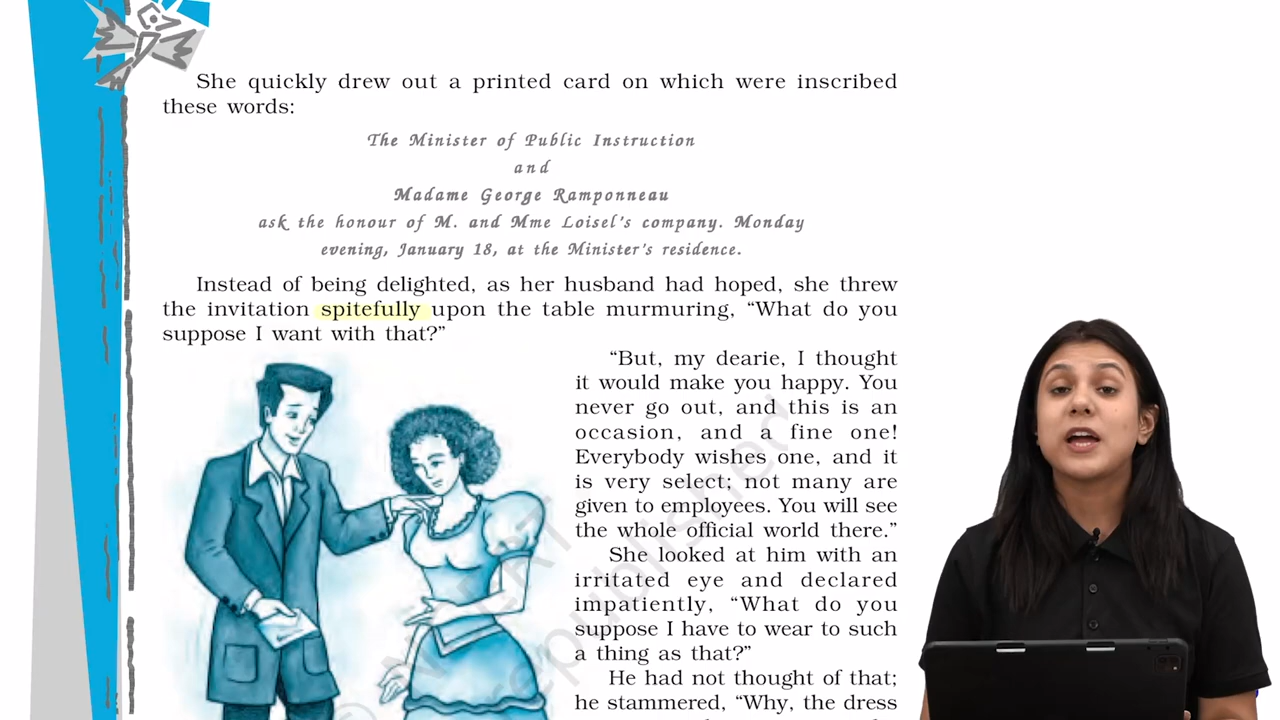 She quickly drew out a printed card on which were inscribed
these words:
The Minister of Public Instruction
and
Madame George Ramponneau
ask the honour of M. and Mme Loisel's company. Monday
evening, January 18, at the Minister's residence.
Instead of being delighted, as her husband had hoped, she threw
the invitation spitefully upon the table murmuring, “What do you
suppose I want with that?”
“But, my dearie, I thought
it would make you happy. You
never go out, and this is an
occasion, and a fine one!
Everybody wishes one, and it
is very select; not many are
given to employees. You will see
the whole official world there.”
She looked at him with an
irritated eye and declared
impatiently, “What do you
suppose I have to wear to such
a thing as that?”
He had not thought of that;
he stammered, “Why, the dress
© NCERT
republished